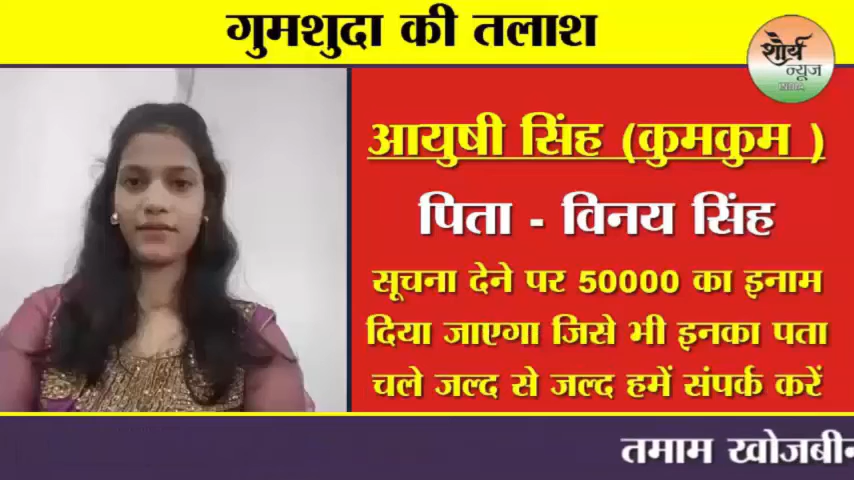 गुमशुदा की तलाश
शौर्य
न्यूज
INDIA
आयुषी सिंह (कुमकुम )
पिता - विनय सिंह
सूचना देने पर 50000 का इनाम
दिया जाएगा जिसे भी इनका पता
चले जल्द से जल्द हमें संपर्क करें
तमाम खोजबीन